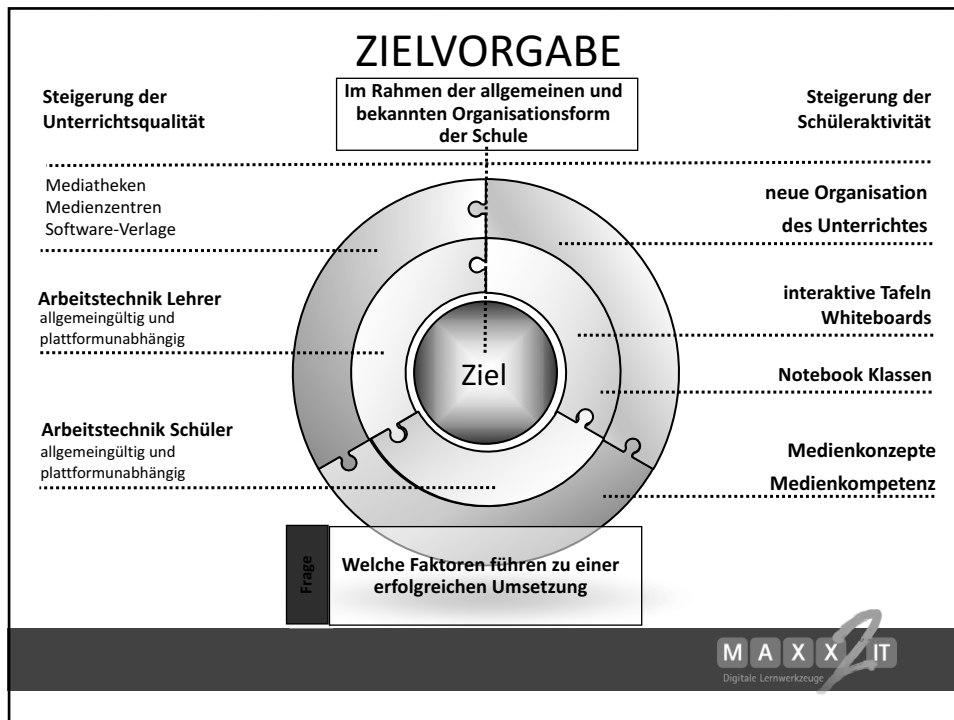 ZIELVORGABE
Steigerung der
Unterrichtsqualität
Im Rahmen der allgemeinen und
bekannten Organisationsform
der Schule
Steigerung der
Schüleraktivität
Mediatheken
Medienzentren
Software-Verlage
neue Organisation
des Unterrichtes
Arbeitstechnik Lehrer
allgemeingültig und
plattformunabhängig
interaktive Tafeln
Whiteboards
Ziel
Notebook Klassen
Arbeitstechnik Schüler
allgemeingültig und
plattformunabhängig
Medienkonzepte
Medienkompetenz
Frage
Welche Faktoren führen zu einer
erfolgreichen Umsetzung
MAXX2IT
Digitale Lernwerkzeuge